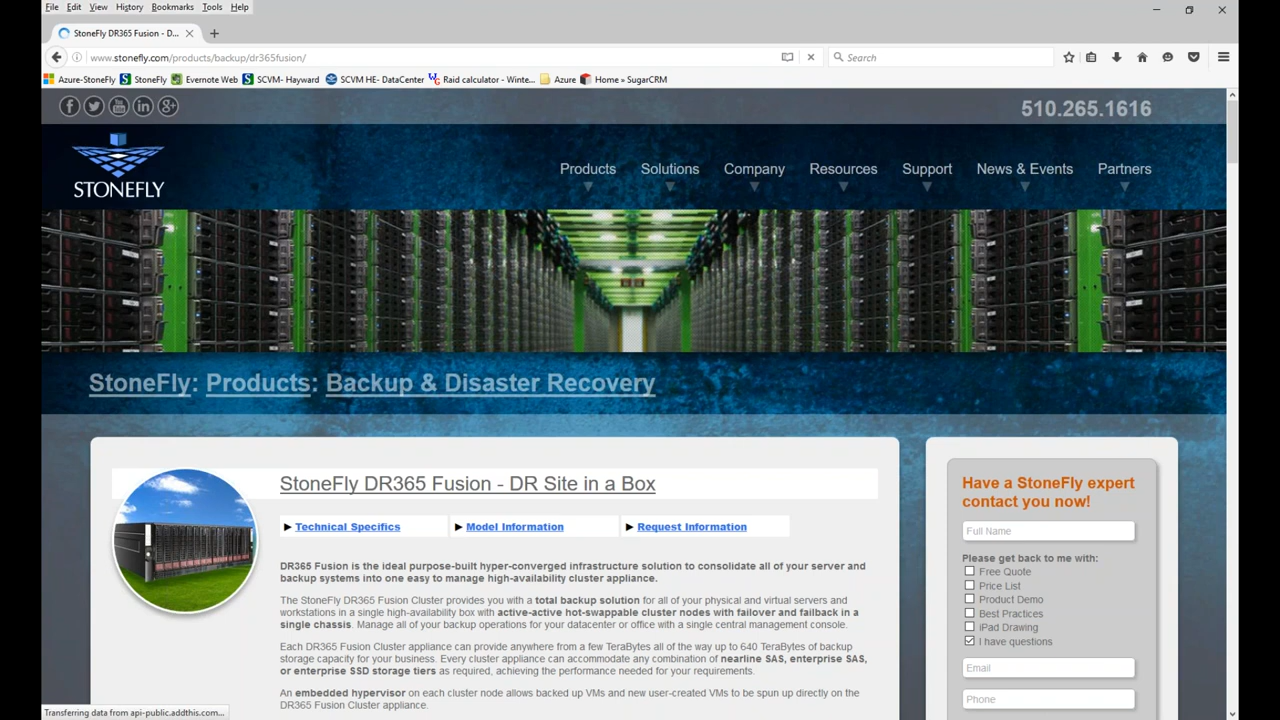 File Edit View History Bookmarks Tools Help
StoneFly DR365 Fusion - D...
www.stonefly.com/products/backup/dr365fusion/
Search
Azure-StoneFly StoneFly Evernote Web SCVM- Hayward SCVM HE- DataCenter Raid calculator - Winte... Azure Home » SugarCRM
510.265.1616
STONEFLY
Products Solutions Company Resources Support News & Events Partners
StoneFly: Products: Backup & Disaster Recovery
StoneFly DR365 Fusion - DR Site in a Box
Technical Specifics Model Information Request Information
DR365 Fusion is the ideal purpose-built hyper-converged infrastructure solution to consolidate all of your server and
backup systems into one easy to manage high-availability cluster appliance.
The StoneFly DR365 Fusion Cluster provides you with a total backup solution for all of your physical and virtual servers and
workstations in a single high-availability box with active-active hot-swappable cluster nodes with failover and failback in a
single chassis. Manage all of your backup operations for your datacenter or office with a single central management console.
Each DR365 Fusion Cluster appliance can provide anywhere from a few TeraBytes all of the way up to 640 TeraBytes of backup
storage capacity for your business. Every cluster appliance can accommodate any combination of nearline SAS, enterprise SAS,
or enterprise SSD storage tiers as required, achieving the performance needed for your requirements.
An embedded hypervisor on each cluster node allows backed up VMs and new user-created VMs to be spun up directly on the
DR365 Fusion Cluster appliance.
Have a StoneFly expert
contact you now!
Full Name
Please get back to me with:
Free Quote
Price List
Product Demo
Best Practices
iPad Drawing
I have questions
Email
Phone
Transferring data from api-public.addthis.com...